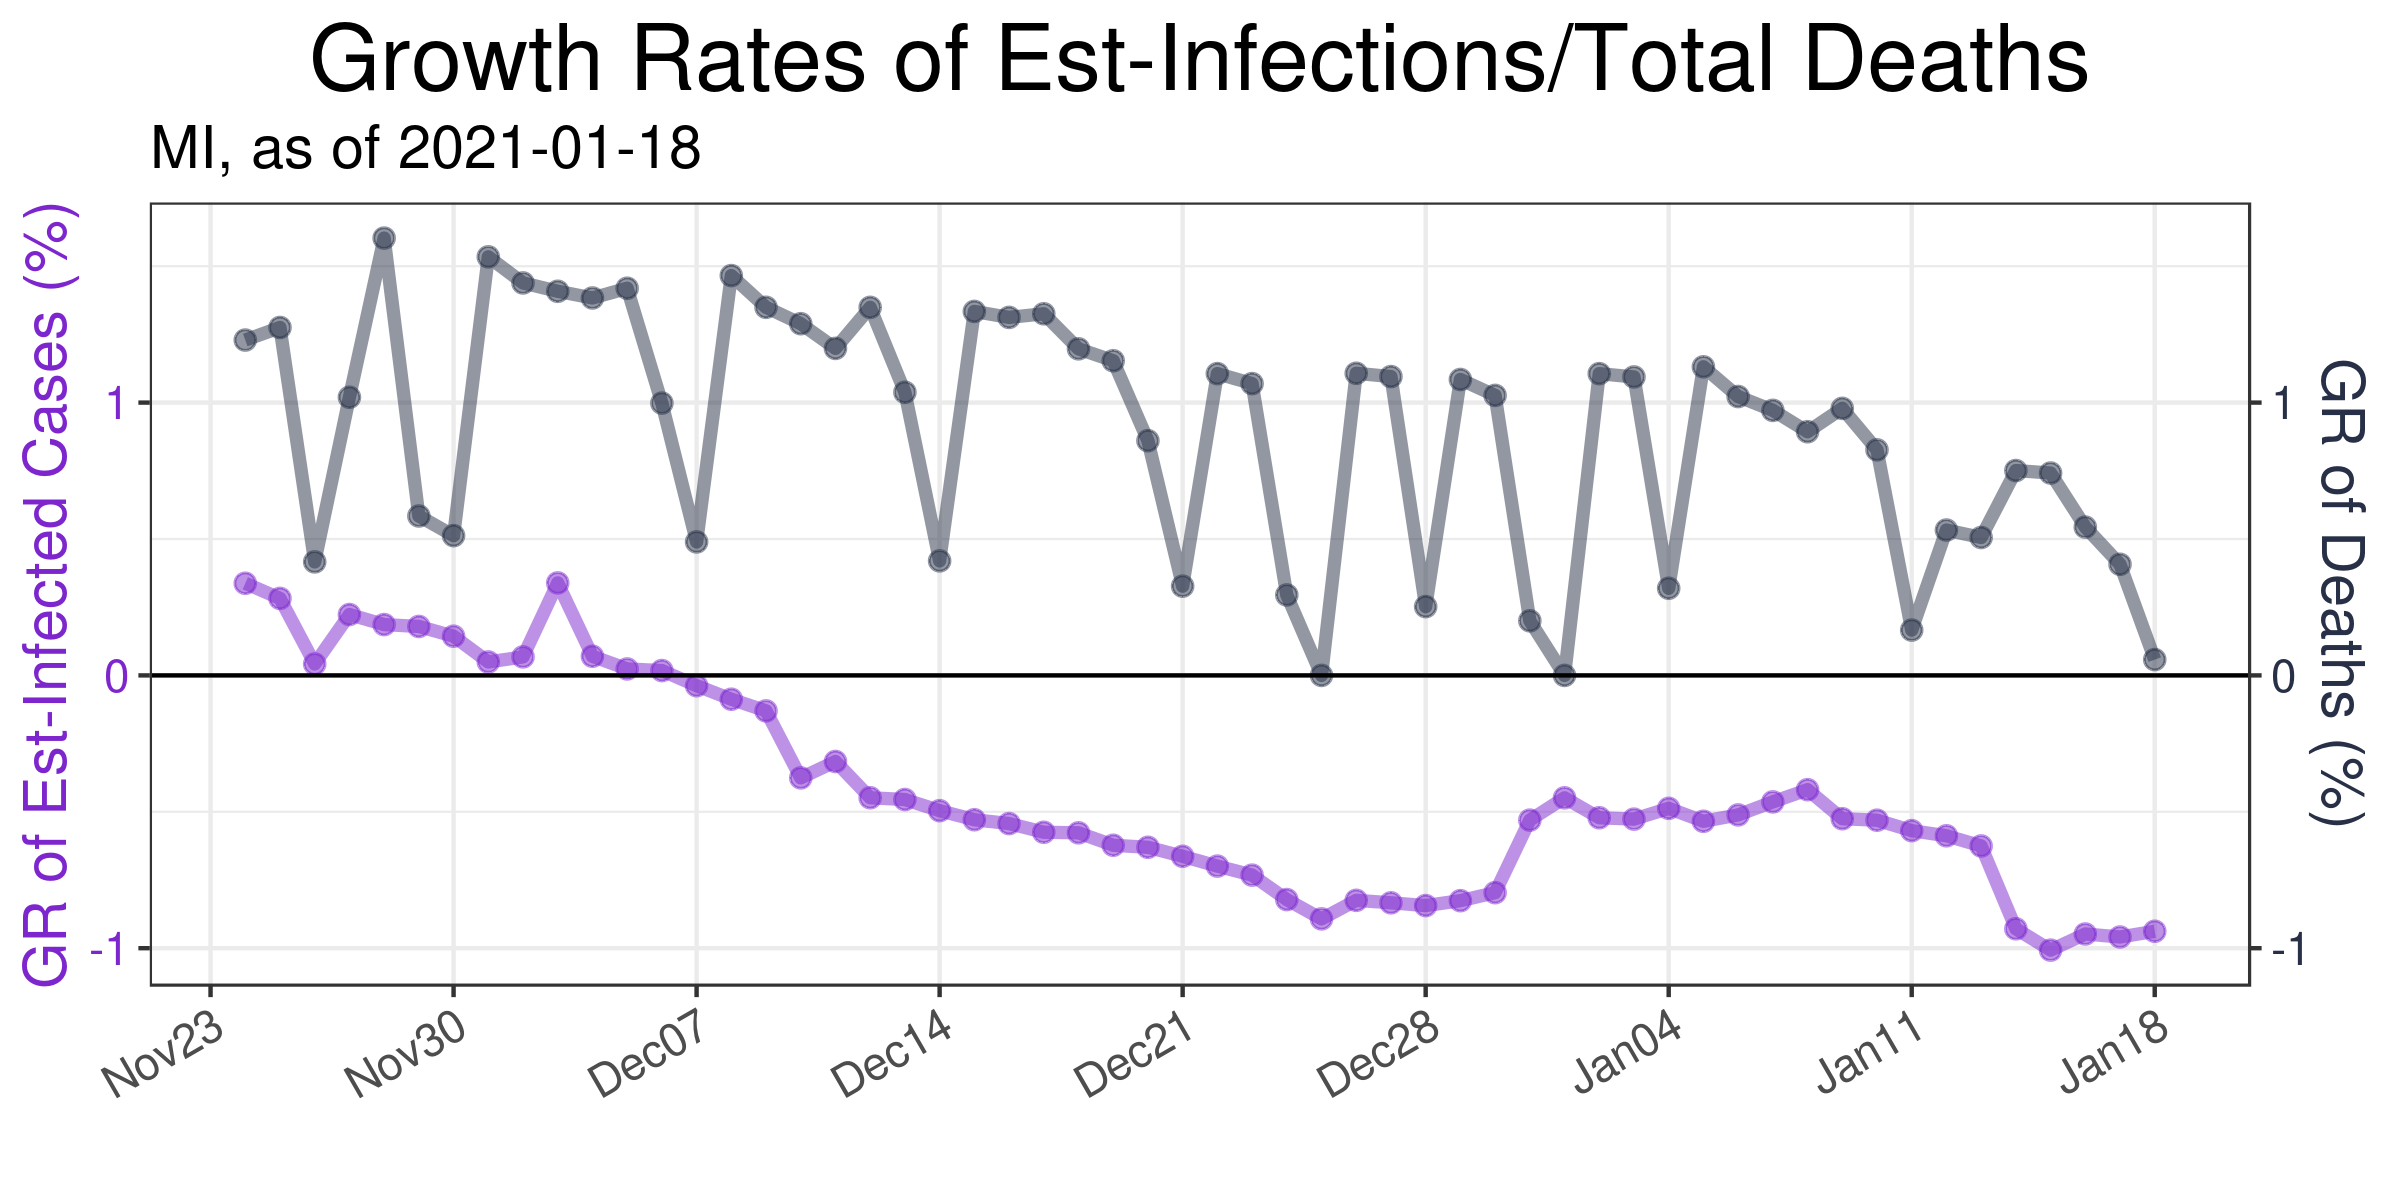 Growth Rates of Est-Infections/Total Deaths
MI, as of 2021-01-18
GR of Est-Infected Cases (%)
1
0
-1
GR of Deaths (%)
1
0
-1
Nov23
Nov30
Dec07
Dec14
Dec21
Dec28
Jan04
Jan11
Jan18